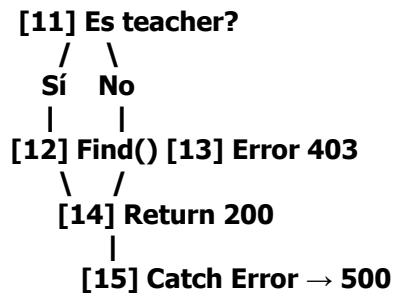 [11] Es teacher?
/ \
Sí No
| |
[12] Find() [13] Error 403
\ /
[14] Return 200
|
[15] Catch Error → 500